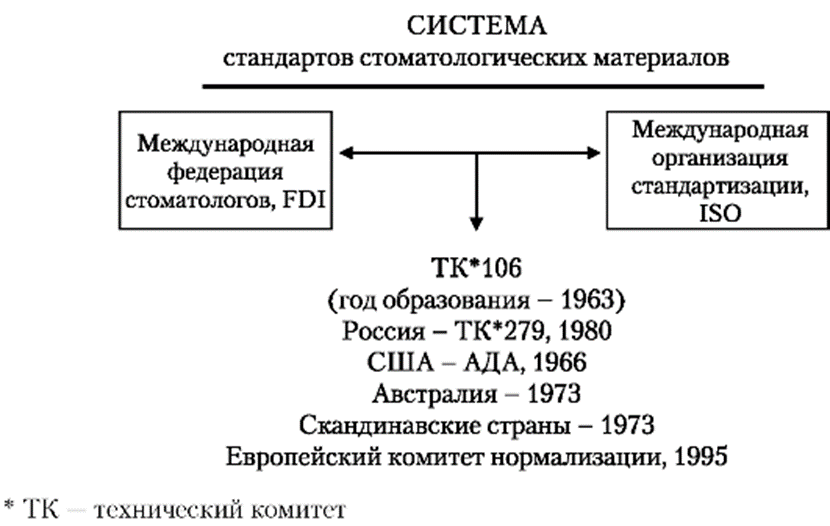 СИСТЕМА
стандартов стоматологических материалов
Международная
федерация
стоматологов, FDI
Международная
организация
стандартизации,
ISO
ТК*106
(год образования – 1963)
Россия – ТК*279, 1980
США – АДА, 1966
Австралия – 1973
Скандинавские страны – 1973
Европейский комитет нормализации, 1995
* ТК — технический комитет